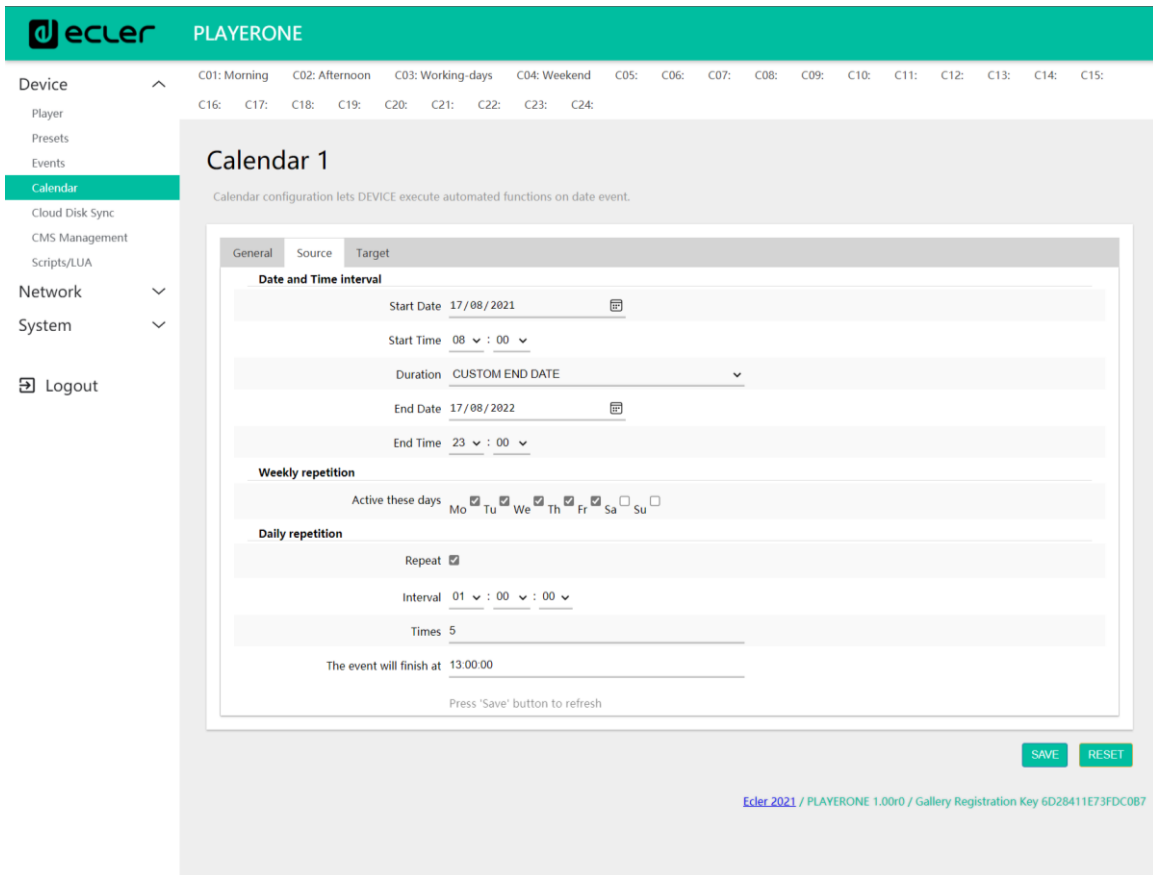 ecler
PLAYERONE
Device
Player
Presets
Events
Calendar
Cloud Disk Sync
CMS Management
Scripts/LUA
Network
System
Logout
C01: Morning C02: Afternoon C03: Working-days C04: Weekend C05: C06: C07: C08: C09: C10: C11: C12: C13: C14: C15:
C16: C17: C18: C19: C20: C21: C22: C23: C24:
Calendar 1
Calendar configuration lets DEVICE execute automated functions on date event.
General Source Target
Date and Time interval
Start Date 17/08/2021
Start Time 08 : 00
Duration CUSTOM END DATE
End Date 17/08/2022
End Time 23 : 00
Weekly repetition
Active these days Mo Tu We Th Fr Sa Su
Daily repetition
Repeat
Interval 01 : 00 : 00
Times 5
The event will finish at 13:00:00
Press 'Save' button to refresh
SAVE RESET
Ecler 2021 / PLAYERONE 1.00r0 / Gallery Registration Key 6D28411E73FDC0B7